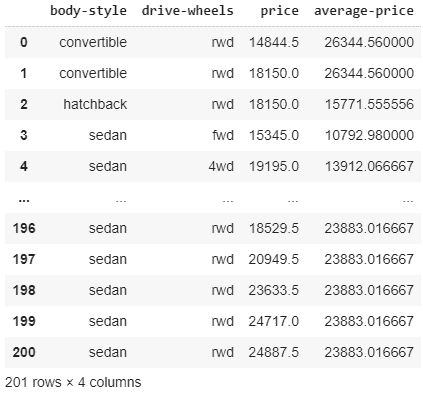 body-style drive-wheels price average-price
0 convertible rwd 14844.5 26344.560000
1 convertible rwd 18150.0 26344.560000
2 hatchback rwd 18150.0 15771.555556
3 sedan fwd 15345.0 10792.980000
4 sedan 4wd 19195.0 13912.066667
... ... ... ... ...
196 sedan rwd 18529.5 23883.016667
197 sedan rwd 20949.5 23883.016667
198 sedan rwd 23633.5 23883.016667
199 sedan rwd 24717.0 23883.016667
200 sedan rwd 24887.5 23883.016667
201 rows × 4 columns